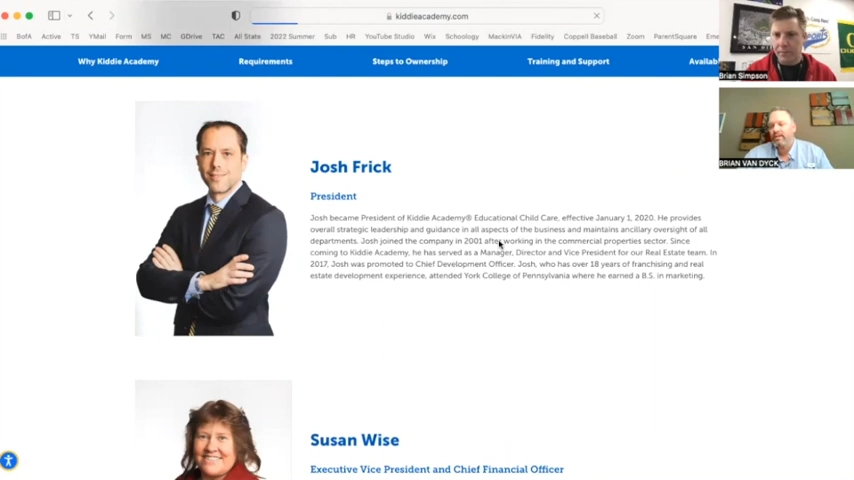 kiddieacademy.com
BofA Active TS YMail Form MS MC GDrive TAC All State 2022 Summer Sub HR YouTube Studio Wix Schoology MackinVIA Fidelity Coppell Baseball Zoom ParentSquare Eme
Why Kiddie Academy Requirements Steps to Ownership Training and Support Availab
Brian Simpson
BRIAN VAN DYCK
Josh Frick
President
Josh became President of Kiddie Academy® Educational Child Care, effective January 1, 2020. He provides
overall strategic leadership and guidance in all aspects of the business and maintains ancillary oversight of all
departments. Josh joined the company in 2001 after working in the commercial properties sector. Since
coming to Kiddie Academy, he has served as a Manager, Director and Vice President for our Real Estate team. In
2017, Josh was promoted to Chief Development Officer. Josh, who has over 18 years of franchising and real
estate development experience, attended York College of Pennsylvania where he earned a B.S. in marketing.
Susan Wise
Executive Vice President and Chief Financial Officer